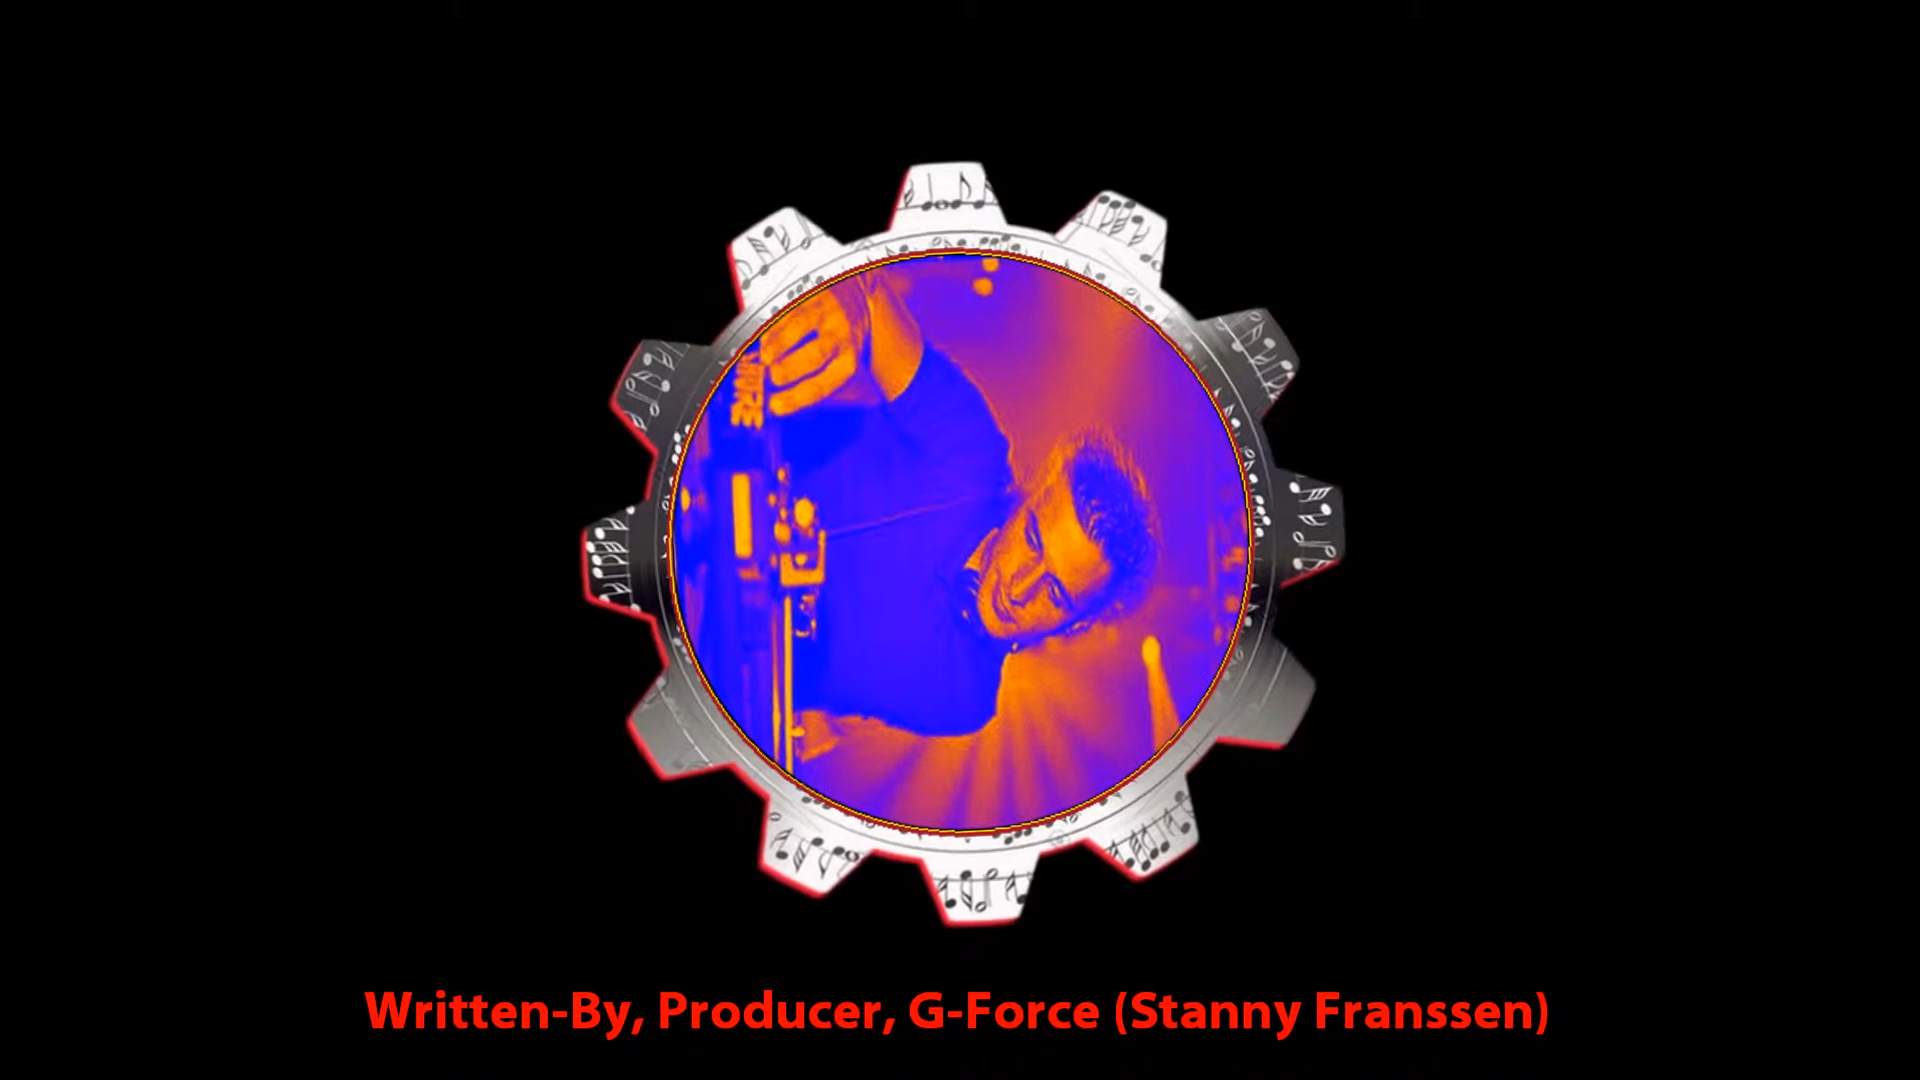 Written-By, Producer, G-Force (Stanny Franssen)